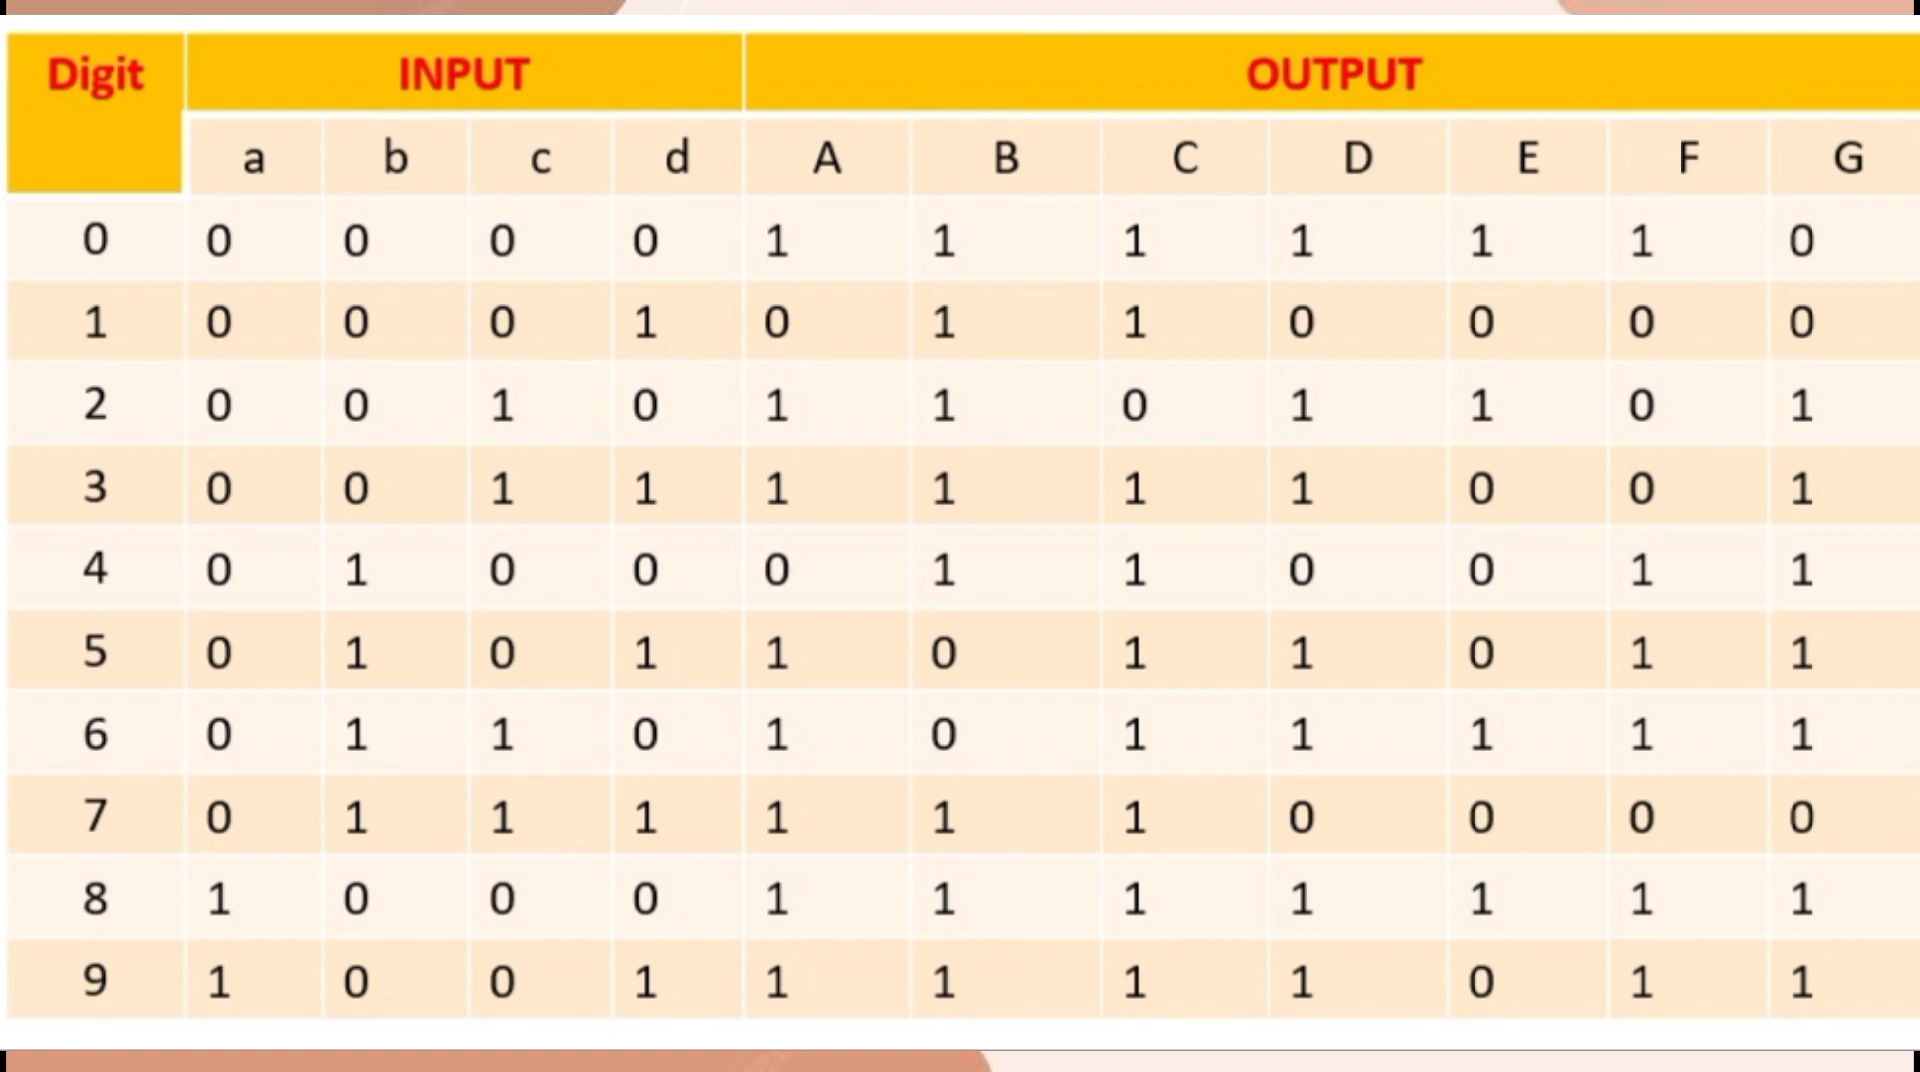 Digit INPUT OUTPUT
a b c d A B C D E F G
0 0 0 0 0 1 1 1 1 1 1 0
1 0 0 0 1 0 1 1 0 0 0 0
2 0 0 1 0 1 1 0 1 1 0 1
3 0 0 1 1 1 1 1 1 0 0 1
4 0 1 0 0 0 1 1 0 0 1 1
5 0 1 0 1 1 0 1 1 0 1 1
6 0 1 1 0 1 0 1 1 1 1 1
7 0 1 1 1 1 1 1 0 0 0 0
8 1 0 0 0 1 1 1 1 1 1 1
9 1 0 0 1 1 1 1 1 0 1 1